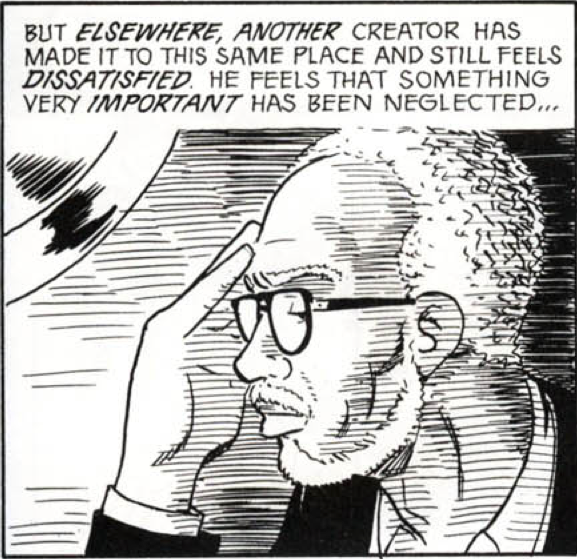 BUT ELSEWHERE, ANOTHER CREATOR HAS
MADE IT TO THIS SAME PLACE AND STILL FEELS
DISSATISFIED. HE FEELS THAT SOMETHING
VERY IMPORTANT HAS BEEN NEGLECTED...